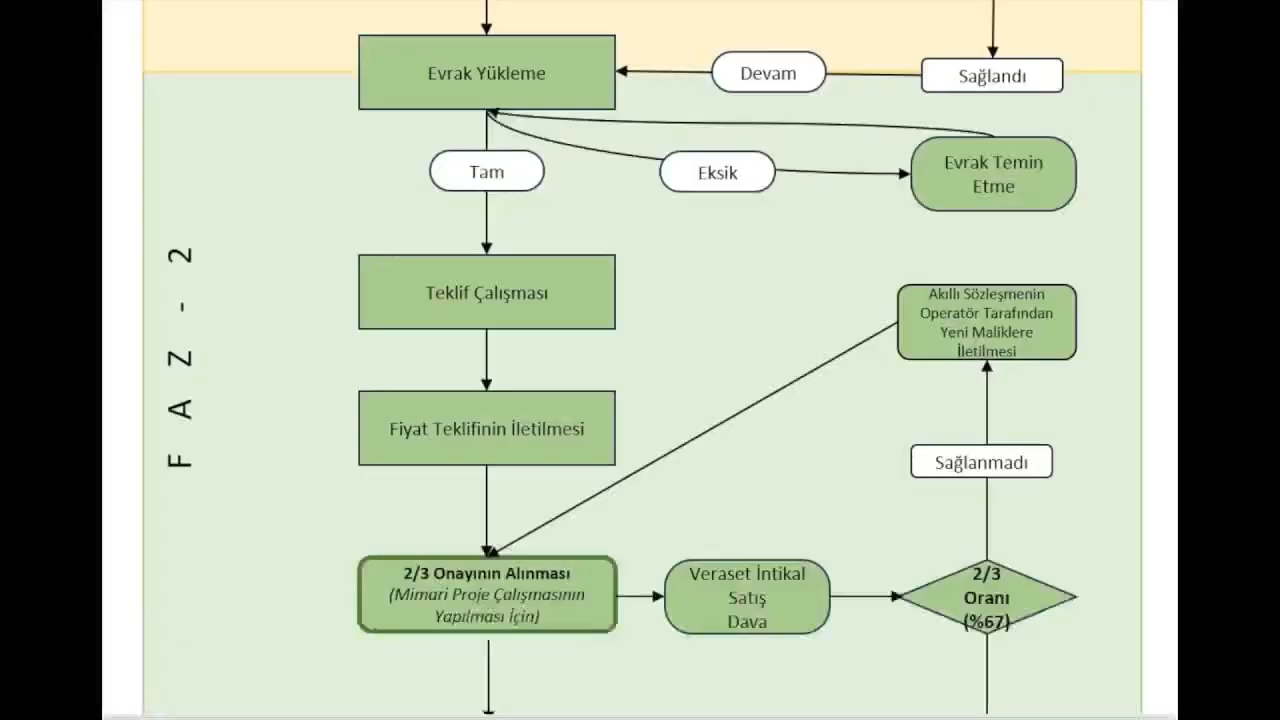 Evrak Yükleme
Devam
Sağlandı
Tam
Eksik
Evrak Temin
Etme
FAZ - 2
Teklif Çalışması
Akıllı Sözleşmenin
Operatör Tarafından
Yeni Maliklere
İletilmesi
Fiyat Teklifinin İletilmesi
Sağlanmadı
2/3 Onayının Alınması
(Mimari Proje Çalışmasının
Yapılması İçin)
Veraset İntikal
Satış
Dava
2/3
Oranı
(%67)